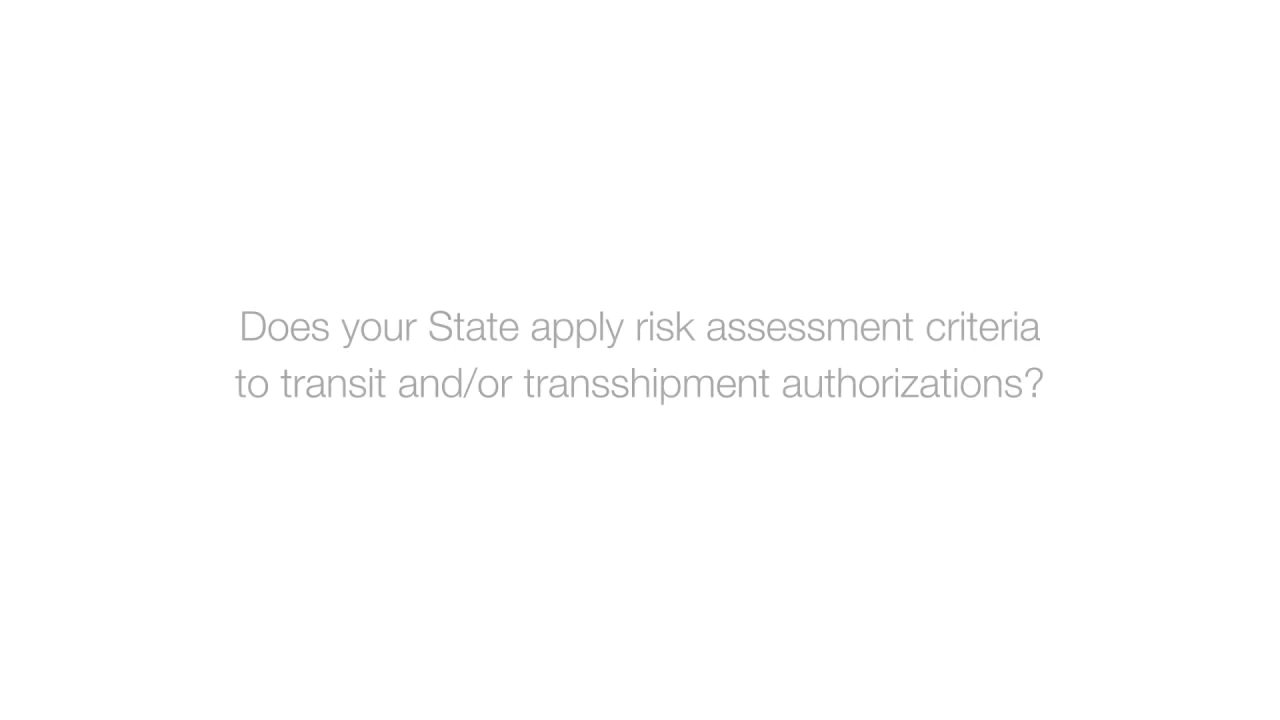 Does your State apply risk assessment criteria
to transit and/or transshipment authorizations?